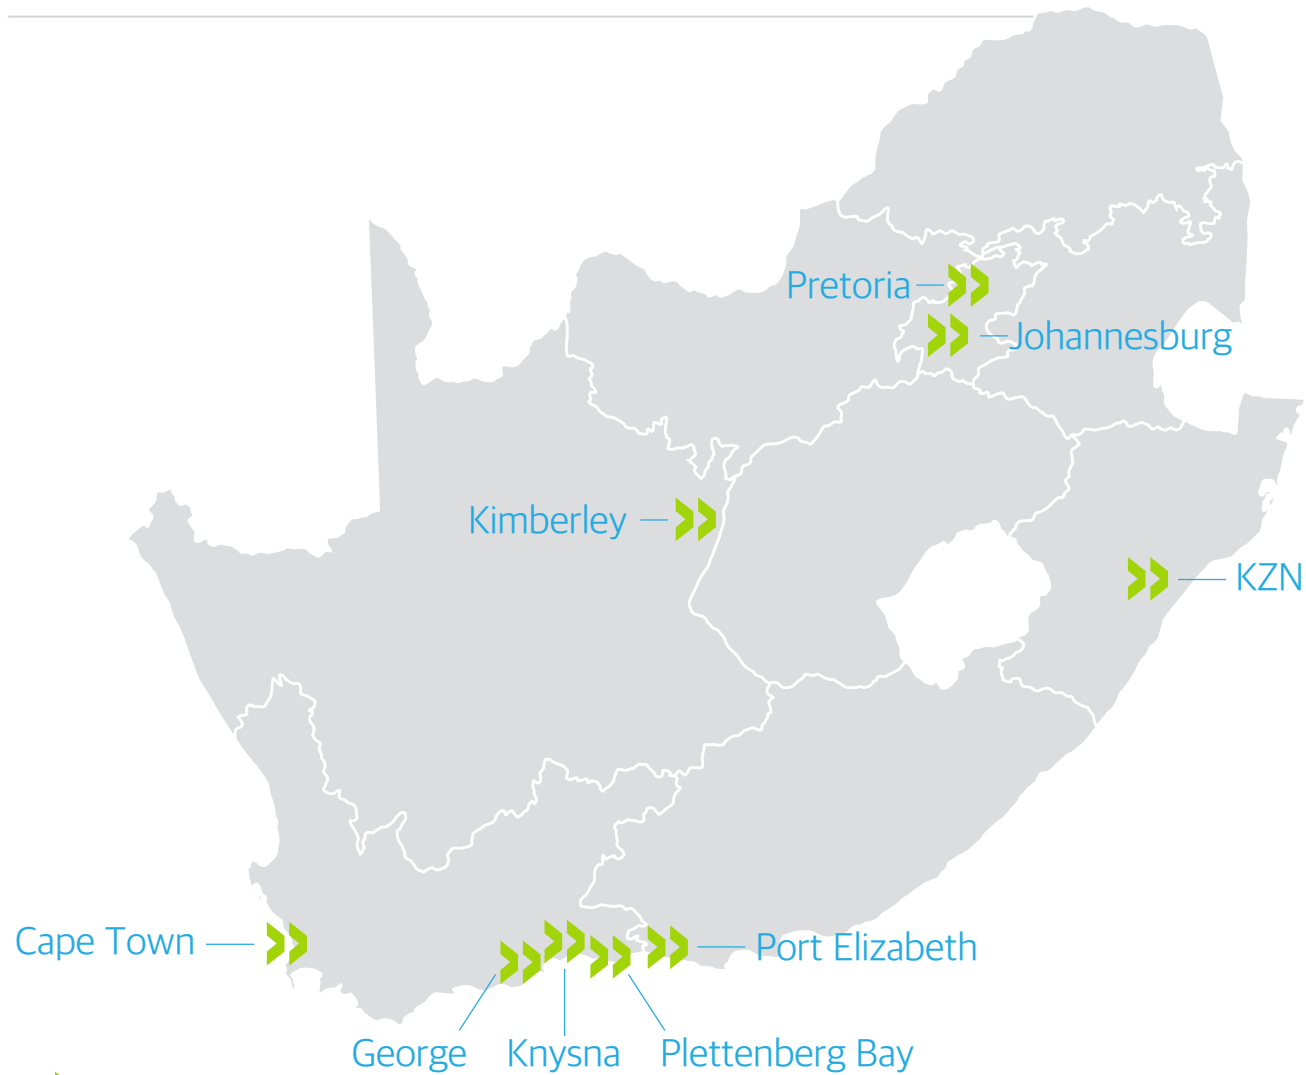 Pretoria
Johannesburg
Kimberley
KZN
Cape Town
Port Elizabeth
George
Knysna
Plettenberg Bay